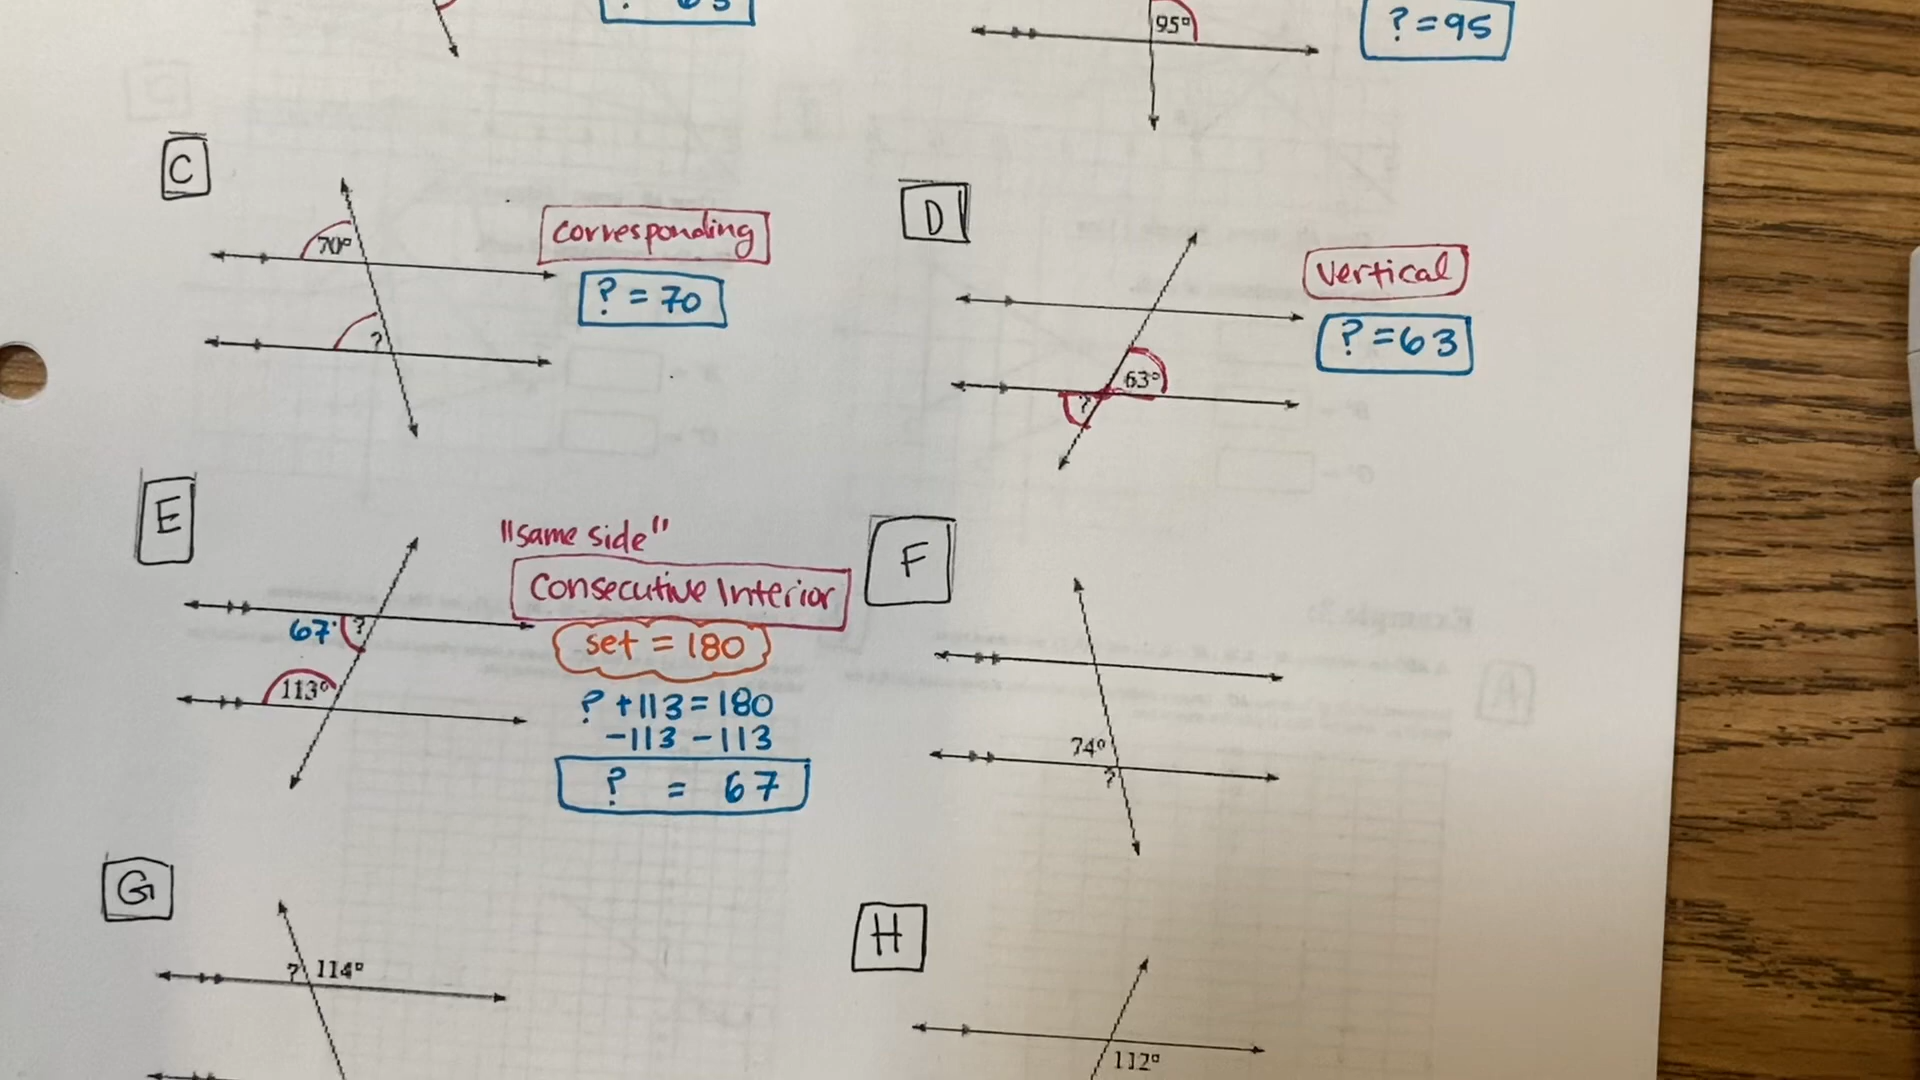 95°
? = 95
C
70°
?
Corresponding
? = 70
D
63°
?
Vertical
? = 63
E
67°
?
113°
"same side"
Consecutive Interior
set = 180
? + 113 = 180
-113 -113
? = 67
F
74°
?
G
? 114°
H
112°